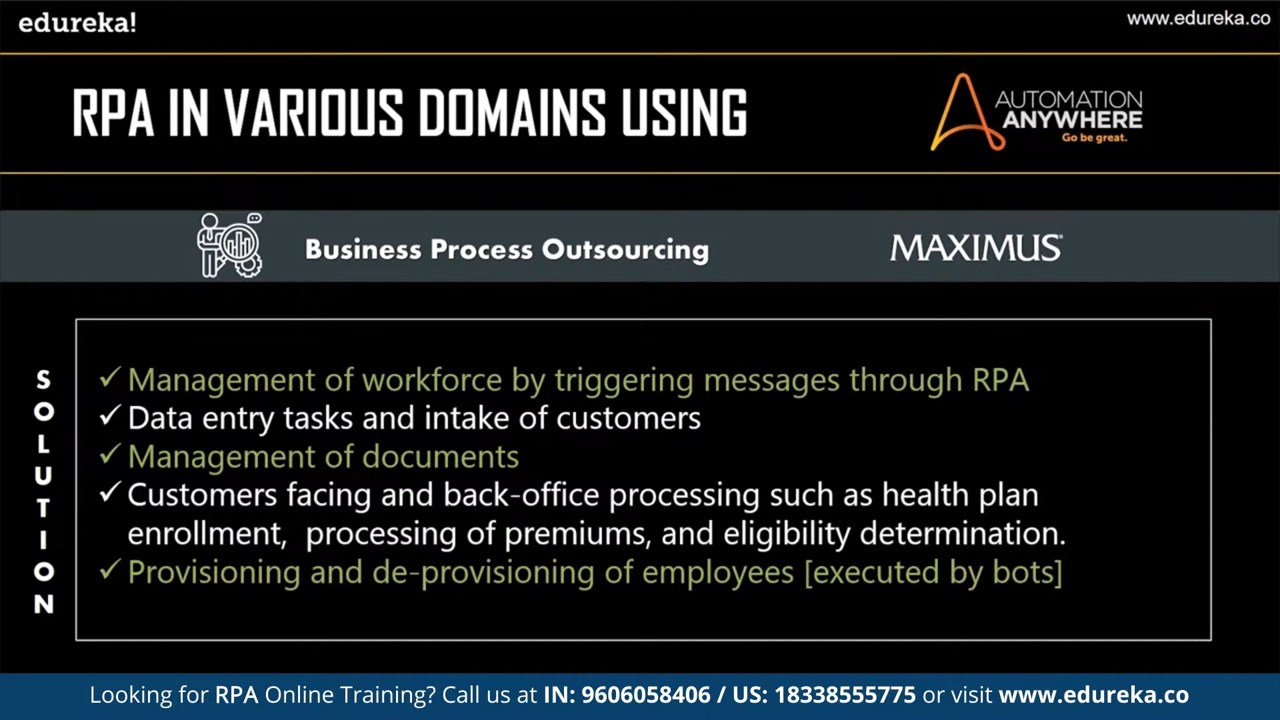 edureka!
www.edureka.co
RPA IN VARIOUS DOMAINS USING
AUTOMATION
ANYWHERE
Go be great.
Business Process Outsourcing
MAXIMUS®
SOLUTION
✓ Management of workforce by triggering messages through RPA
✓ Data entry tasks and intake of customers
✓ Management of documents
✓ Customers facing and back-office processing such as health plan
enrollment, processing of premiums, and eligibility determination.
✓ Provisioning and de-provisioning of employees [executed by bots]
Looking for RPA Online Training? Call us at IN: 9606058406 / US: 18338555775 or visit www.edureka.co